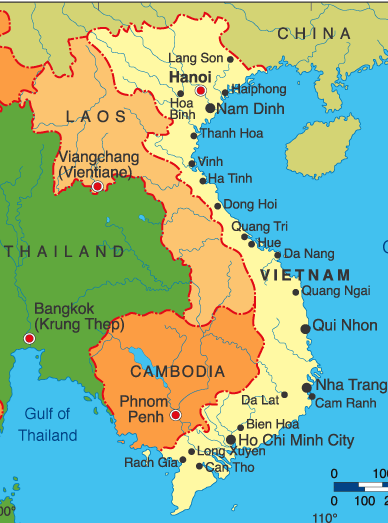 CHINA
Lang Son
Hanoi
Haiphong
Hoa
Binh
Nam Dinh
LAOS
Thanh Hoa
Viangchang
(Vientiane)
Vinh
Ha Tinh
Dong Hoi
Quang Tri
Hue
THAILAND
Da Nang
VIETNAM
Quang Ngai
Bangkok
(Krung Thep)
Qui Nhon
CAMBODIA
Nha Trang
Phnom
Penh
Da Lat
Cam Ranh
Gulf of
Thailand
Bien Hoa
Ho Chi Minh City
Long Xuyen
Rach Gia
Can Tho
0 100
0 100
00°
110°